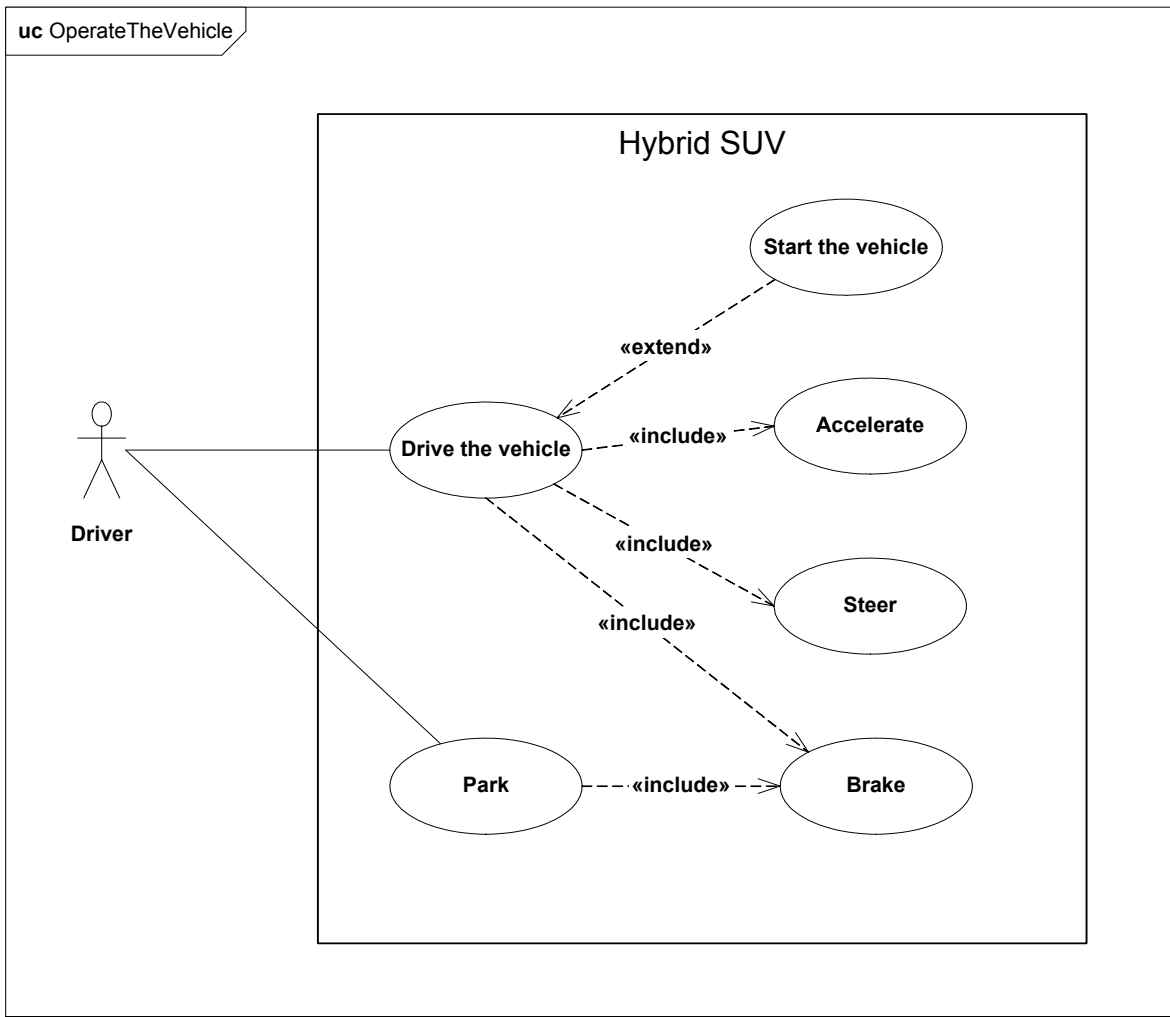 uc OperateTheVehicle
Hybrid SUV
Start the vehicle
«extend»
Accelerate
«include»
Drive the vehicle
Driver
«include»
Steer
«include»
Park
«include»
Brake